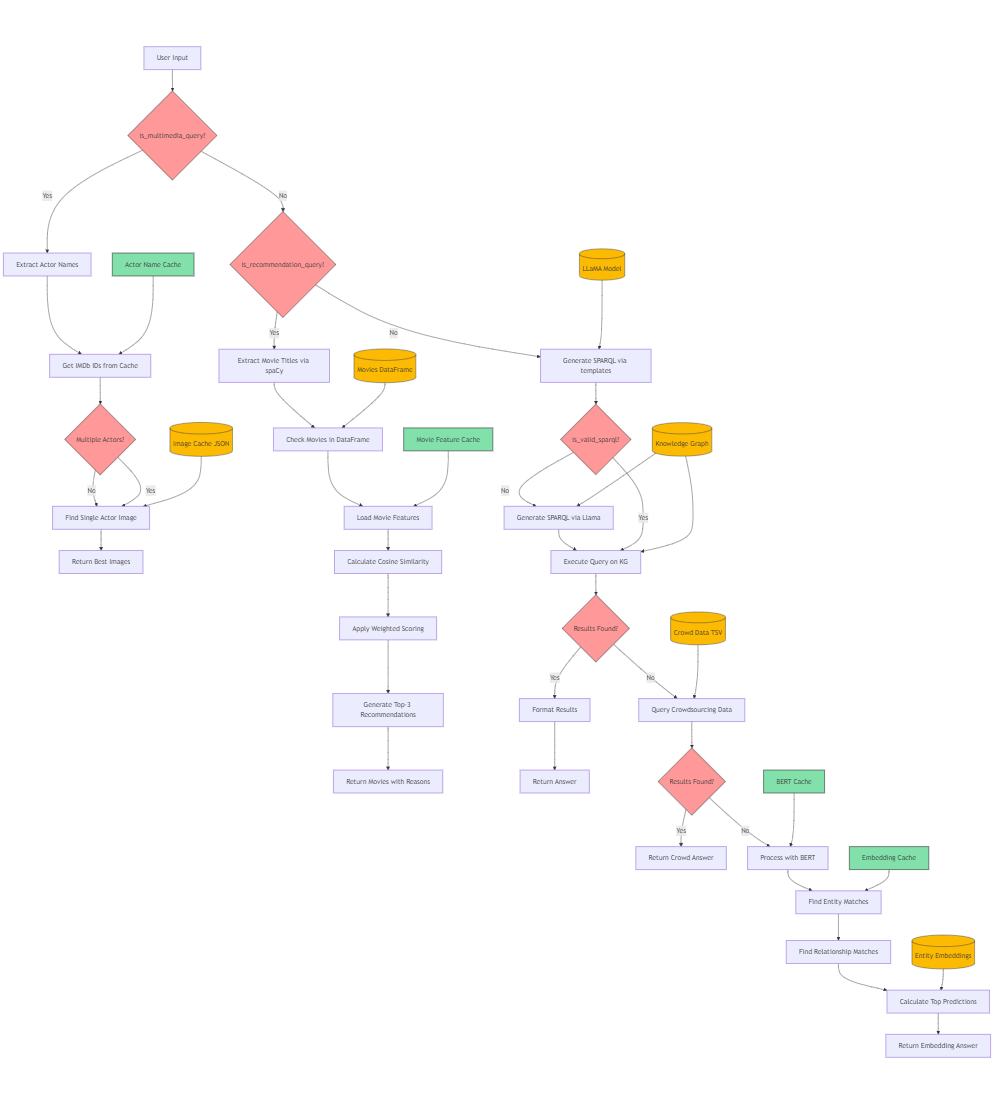 User Input
is_multimedia_query?
Yes
No
Extract Actor Names
Actor Name Cache
is_recommendation_query?
LLaMA Model
Yes
No
Get IMDb IDs from Cache
Extract Movie Titles via
spaCy
Movies DataFrame
Generate SPARQL via
templates
Multiple Actors?
Image Cache JSON
Check Movies in DataFrame
Movie Feature Cache
is_valid_sparql?
Knowledge Graph
No
Yes
No
Yes
Find Single Actor Image
Load Movie Features
Generate SPARQL via Llama
Return Best Images
Calculate Cosine Similarity
Execute Query on KG
Apply Weighted Scoring
Results Found?
Crowd Data TSV
Yes
No
Generate Top-3
Recommendations
Format Results
Query Crowdsourcing Data
Return Movies with Reasons
Return Answer
Results Found?
BERT Cache
Yes
No
Return Crowd Answer
Process with BERT
Embedding Cache
Find Entity Matches
Find Relationship Matches
Entity Embeddings
Calculate Top Predictions
Return Embedding Answer